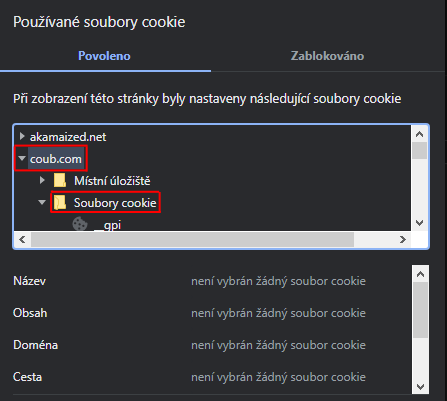 Používané soubory cookie
Povoleno
Zablokováno
Při zobrazení této stránky byly nastaveny následující soubory cookie
akamaized.net
coub.com
Místní úložiště
Soubory cookie
__gpi
Název není vybrán žádný soubor cookie
Obsah není vybrán žádný soubor cookie
Doména není vybrán žádný soubor cookie
Cesta není vybrán žádný soubor cookie